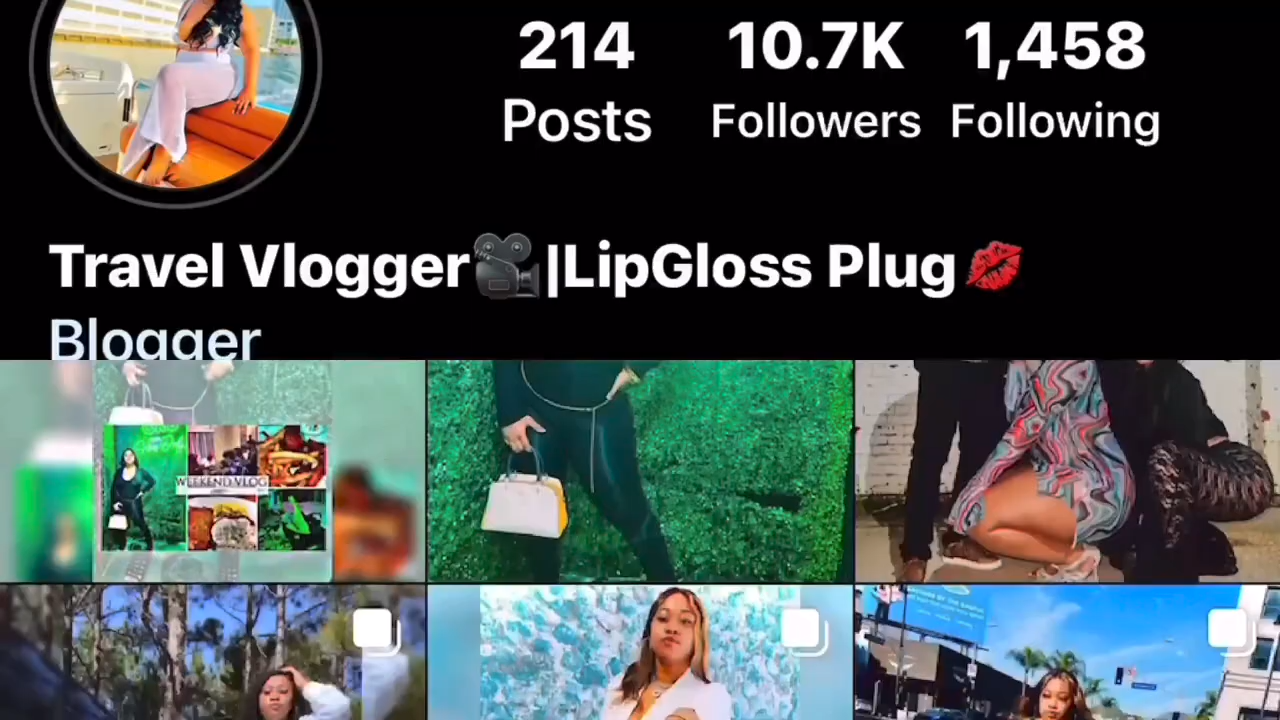 214 10.7K 1,458
Posts Followers Following
Travel Vlogger🎥|LipGloss Plug💋
Blogger
WEEKEND VLOG